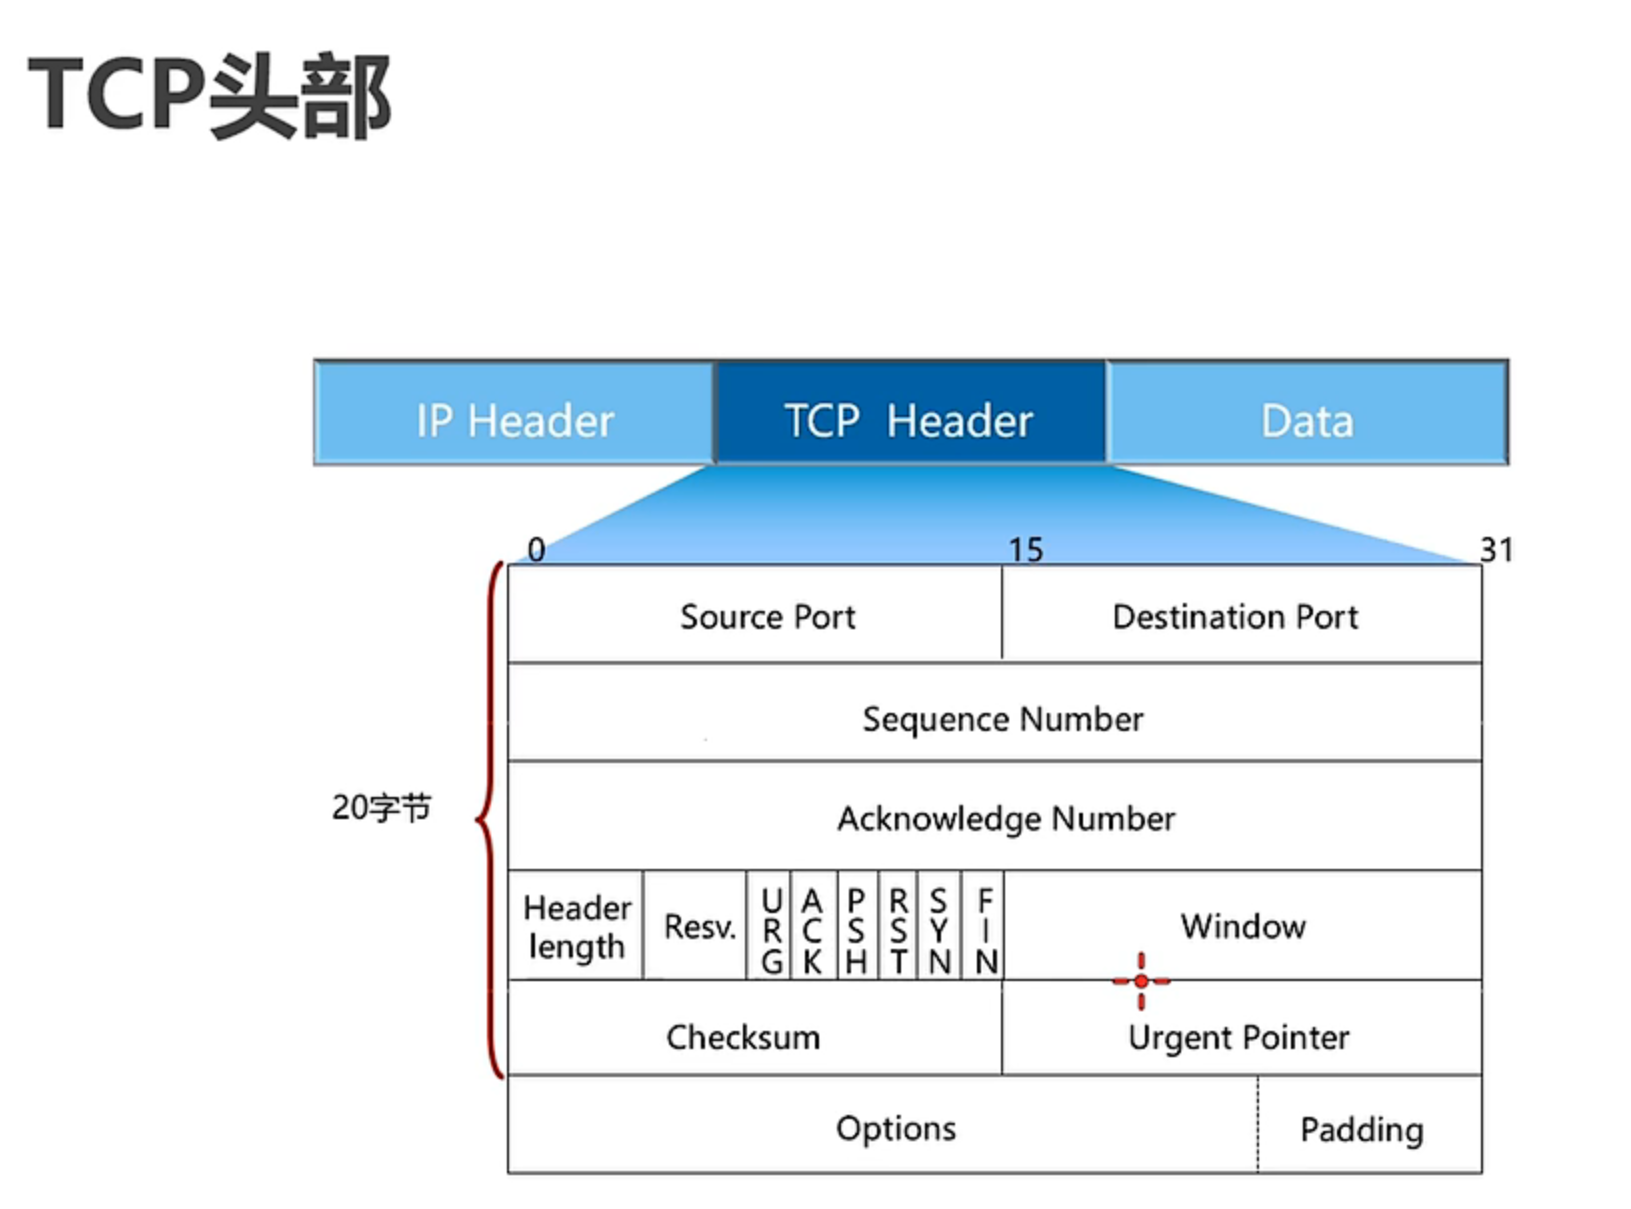 TCP头部
IP Header
TCP Header
Data
0
15
31
Source Port
Destination Port
Sequence Number
20字节
Acknowledge Number
Header
length
Resv.
URG
ACK
PSH
RST
SYN
FIN
Window
Checksum
Urgent Pointer
Options
Padding